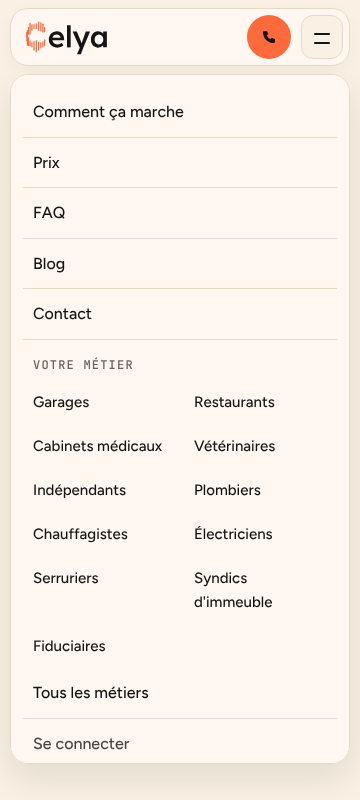 Celya
Comment ça marche
Prix
FAQ
Blog
Contact
VOTRE MÉTIER
Garages
Restaurants
Cabinets médicaux
Vétérinaires
Indépendants
Plombiers
Chauffagistes
Électriciens
Serruriers
Syndics
d'immeuble
Fiduciaires
Tous les métiers
Se connecter